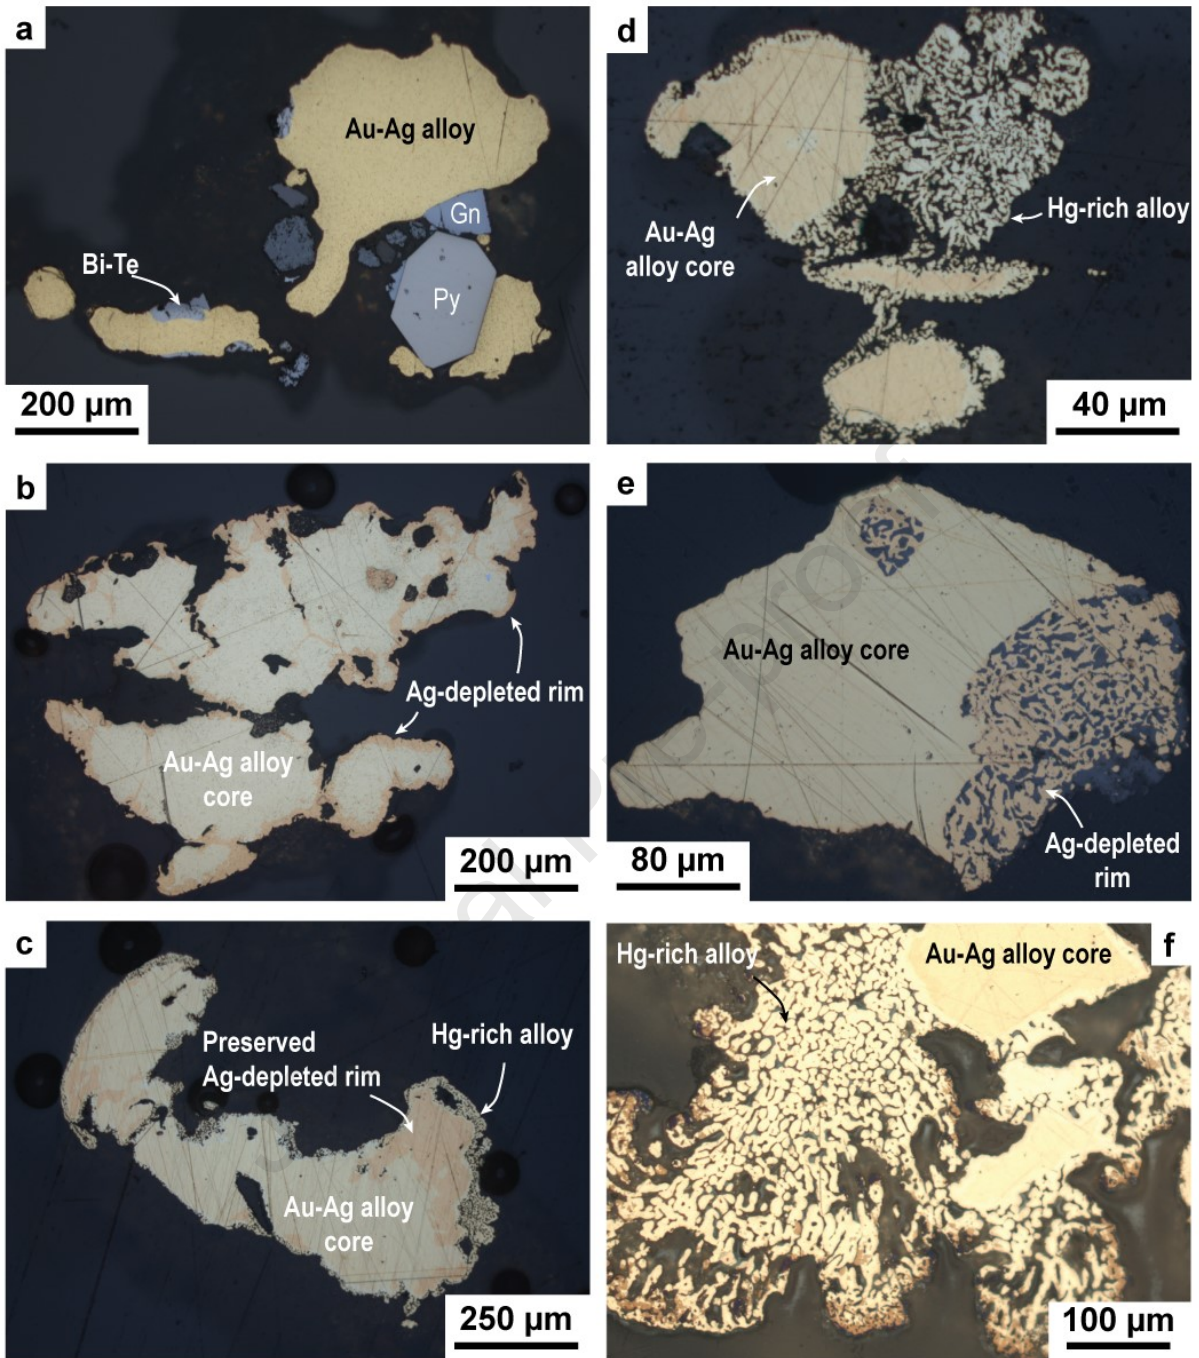 a
Au-Ag alloy
Gn
Bi-Te
Py
200 µm
b
Ag-depleted rim
Au-Ag alloy
core
200 µm
c
Preserved
Ag-depleted rim
Hg-rich alloy
Au-Ag alloy
core
250 µm
d
Au-Ag
alloy core
Hg-rich alloy
40 µm
e
Au-Ag alloy core
Ag-depleted
rim
80 µm
f
Hg-rich alloy
Au-Ag alloy core
100 µm